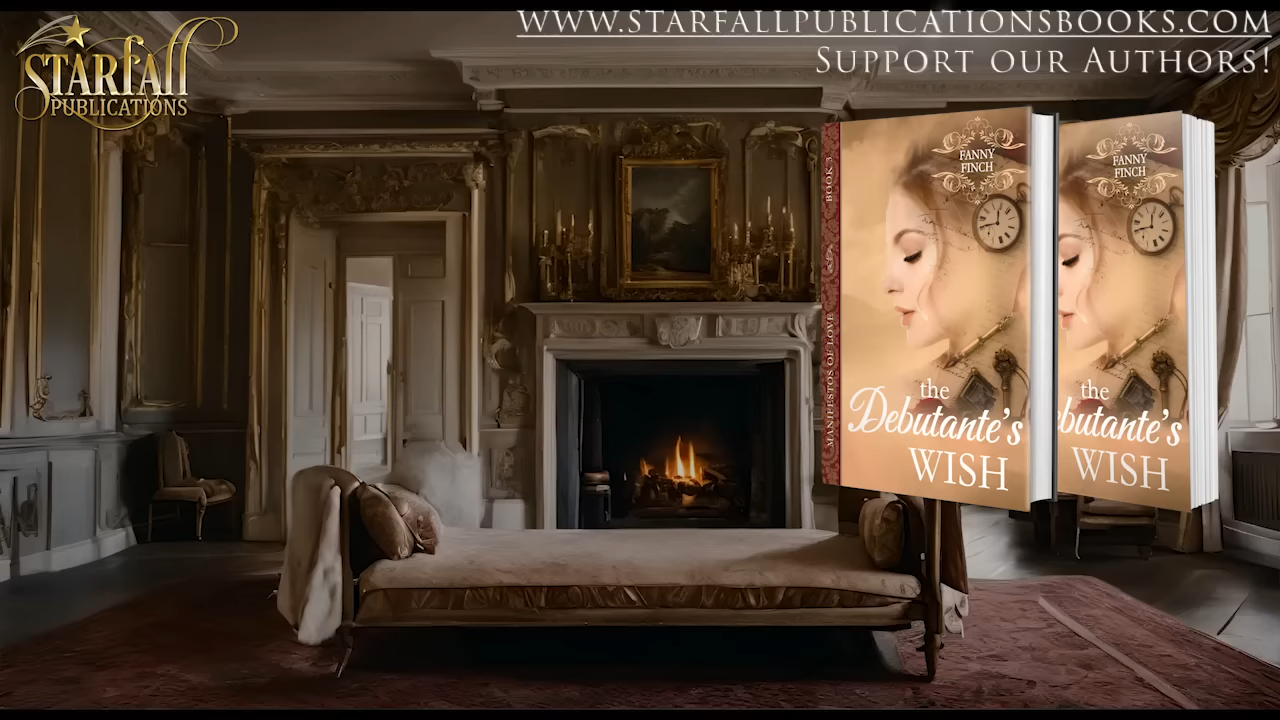 STARfall
PUBLICATIONS
WWW.STARFALLPUBLICATIONSBOOKS.COM
SUPPORT OUR AUTHORS!
BOOK 3
MANIFESTOS OF LOVE
FANNY
FINCH
the
Debutante's
WISH
FANNY
FINCH
the
ebutante's
WISH